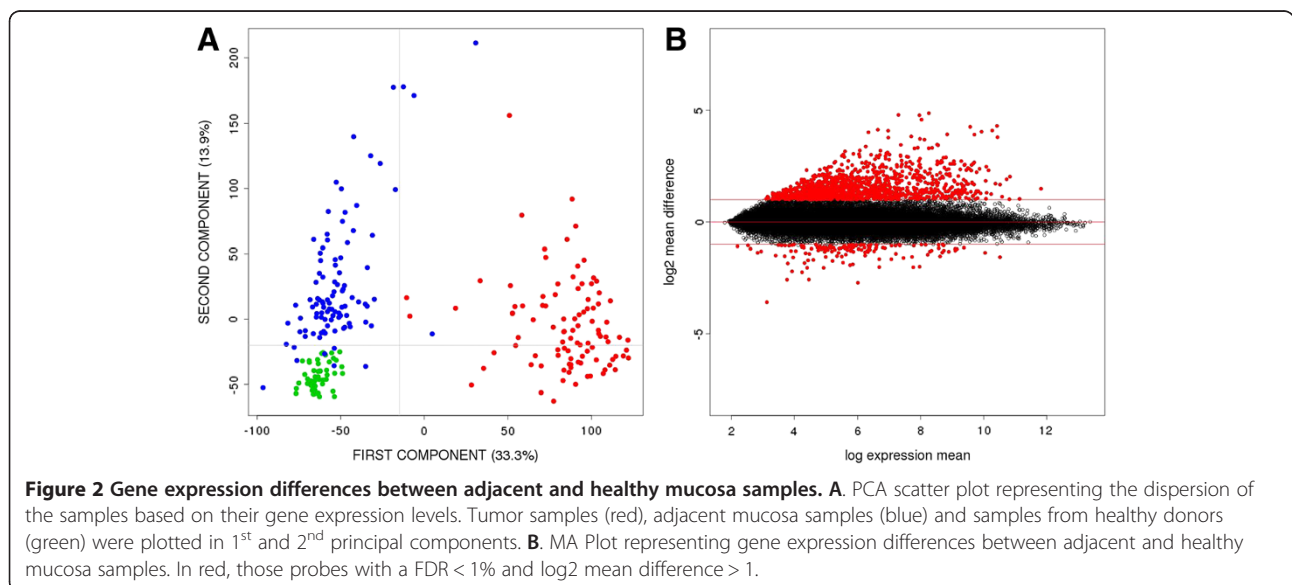 A
B
200
150
100
50
0
-50
SECOND COMPONENT (13.9%)
-100 -50 0 50 100
FIRST COMPONENT (33.3%)
5
0
-5
log2 mean difference
2 4 6 8 10 12
log expression mean
Figure 2 Gene expression differences between adjacent and healthy mucosa samples. A. PCA scatter plot representing the dispersion of
the samples based on their gene expression levels. Tumor samples (red), adjacent mucosa samples (blue) and samples from healthy donors
(green) were plotted in 1st and 2nd principal components. B. MA Plot representing gene expression differences between adjacent and healthy
mucosa samples. In red, those probes with a FDR < 1% and log2 mean difference > 1.